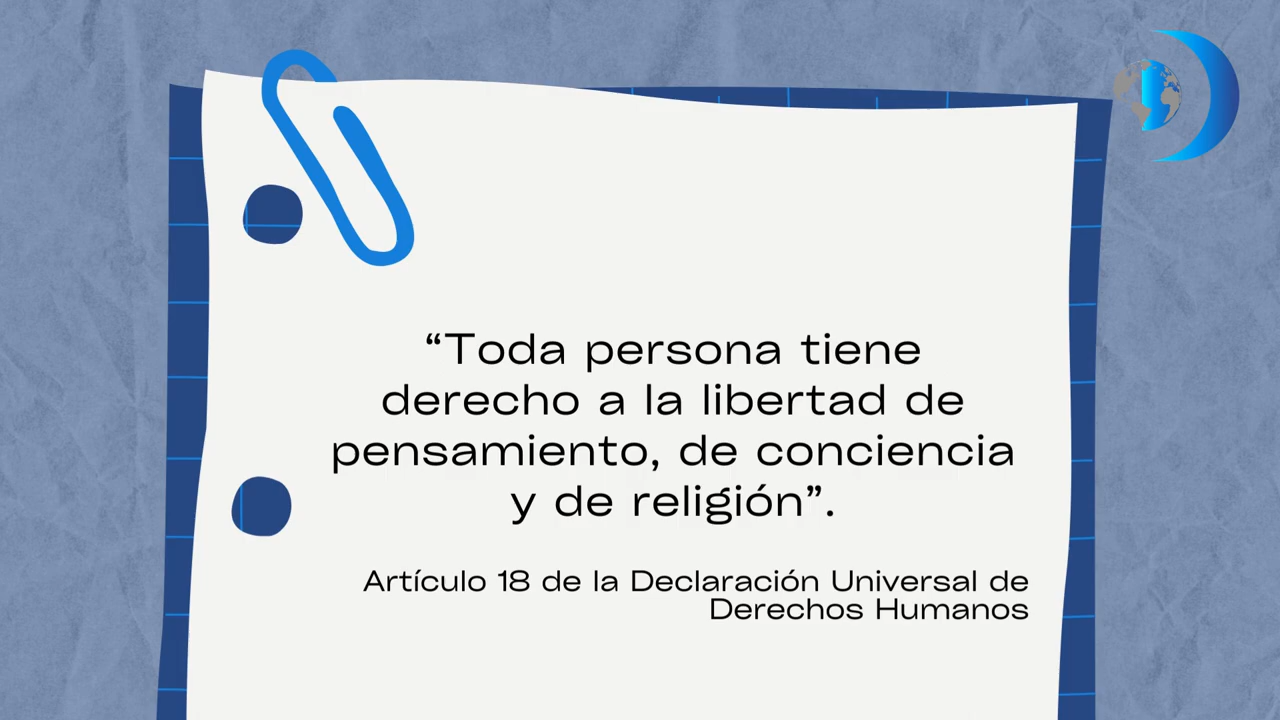 “Toda persona tiene
derecho a la libertad de
pensamiento, de conciencia
y de religión”.
Artículo 18 de la Declaración Universal de
Derechos Humanos